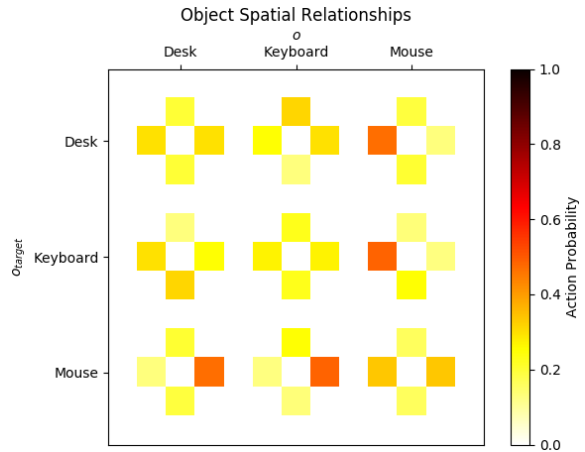 Object Spatial Relationships
o
Desk Keyboard Mouse
Desk
Keyboard
Mouse
o_target
1.0
0.8
0.6
0.4
0.2
0.0
Action Probability